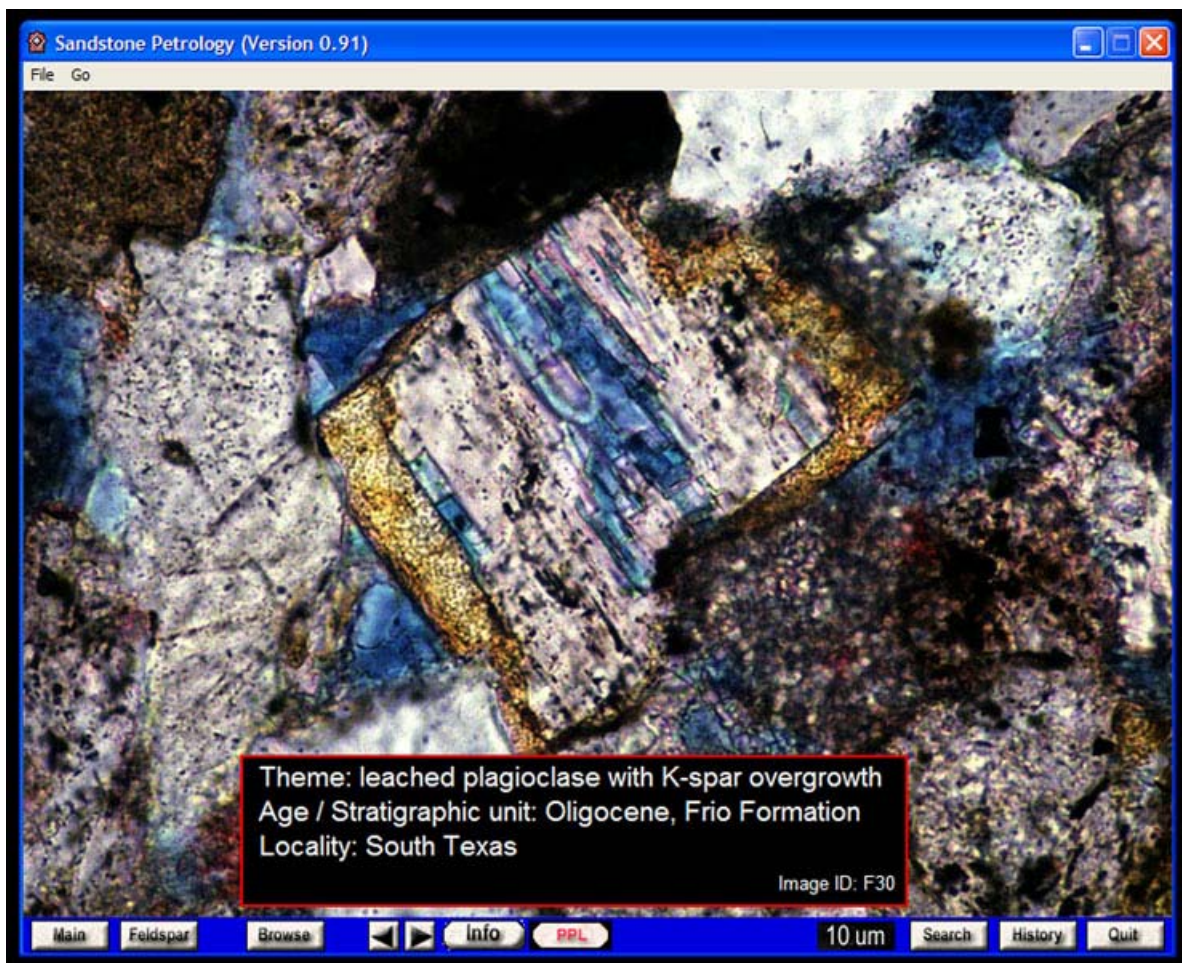 Sandstone Petrology (Version 0.91)
File Go
Theme: leached plagioclase with K-spar overgrowth
Age / Stratigraphic unit: Oligocene, Frio Formation
Locality: South Texas
Image ID: F30
Main Feldspar Browse Info PPL 10 um Search History Quit